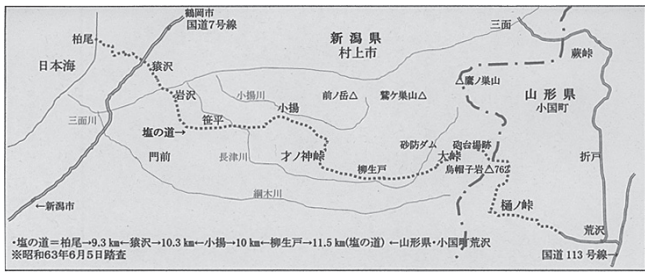 鶴岡市
国道7号線
柏尾
日本海
猿沢
新潟県
村上市
三面
蕨峠
岩沢
小揚川
前ノ岳△
鷲ケ巣山△
△鷹ノ巣山
山形県
小国町
三面川
笹平
小揚
塩の道→
門前
長津川
才ノ神峠
砂防ダム
砲台場跡
大峠
折戸
柳生戸
烏帽子岩△762
鋼木川
←新潟市
樋ノ峠
荒沢
・塩の道=柏尾→9.3 km←猿沢→10.3 km←小揚→10 km←柳生戸→11.5 km(塩の道) ←山形県・小国町荒沢
※昭和63年6月5日踏査
国道113号線→